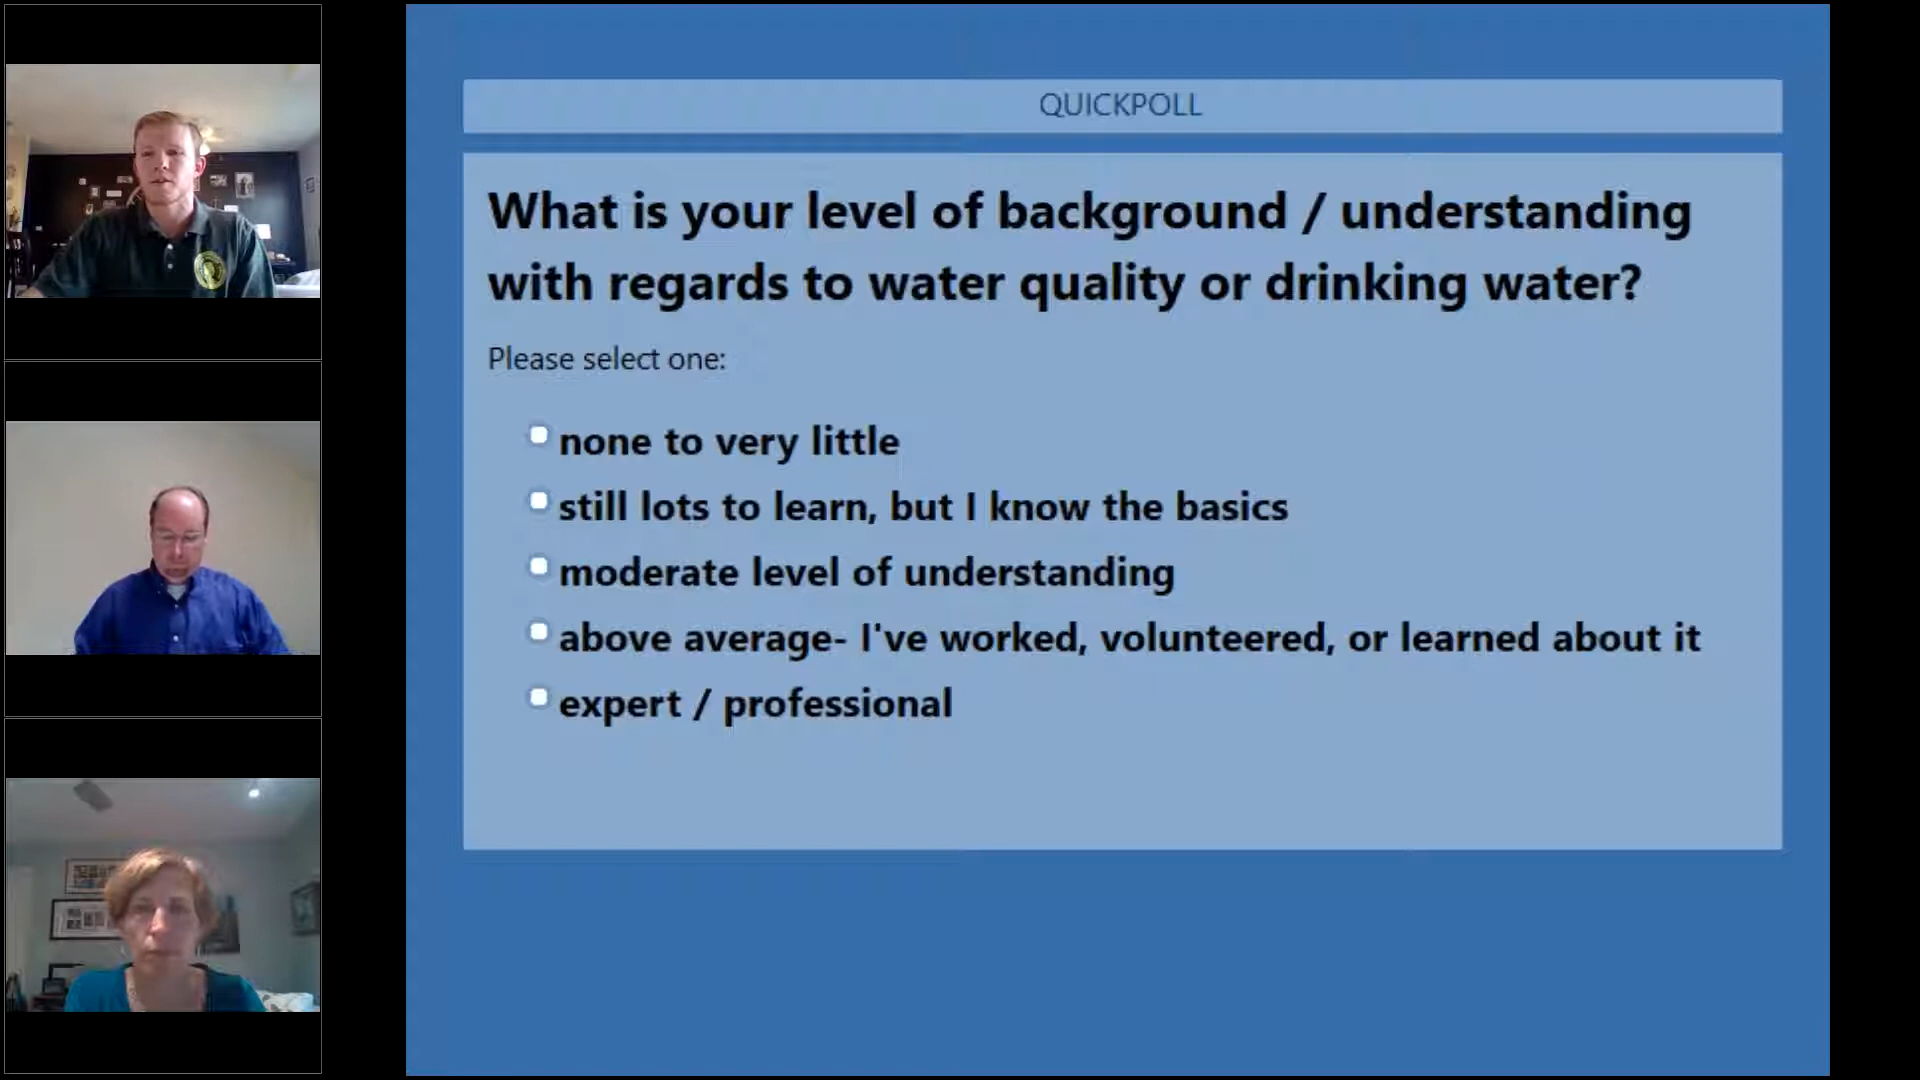 QUICKPOLL
What is your level of background / understanding
with regards to water quality or drinking water?
Please select one:
none to very little
still lots to learn, but I know the basics
moderate level of understanding
above average- I've worked, volunteered, or learned about it
expert / professional